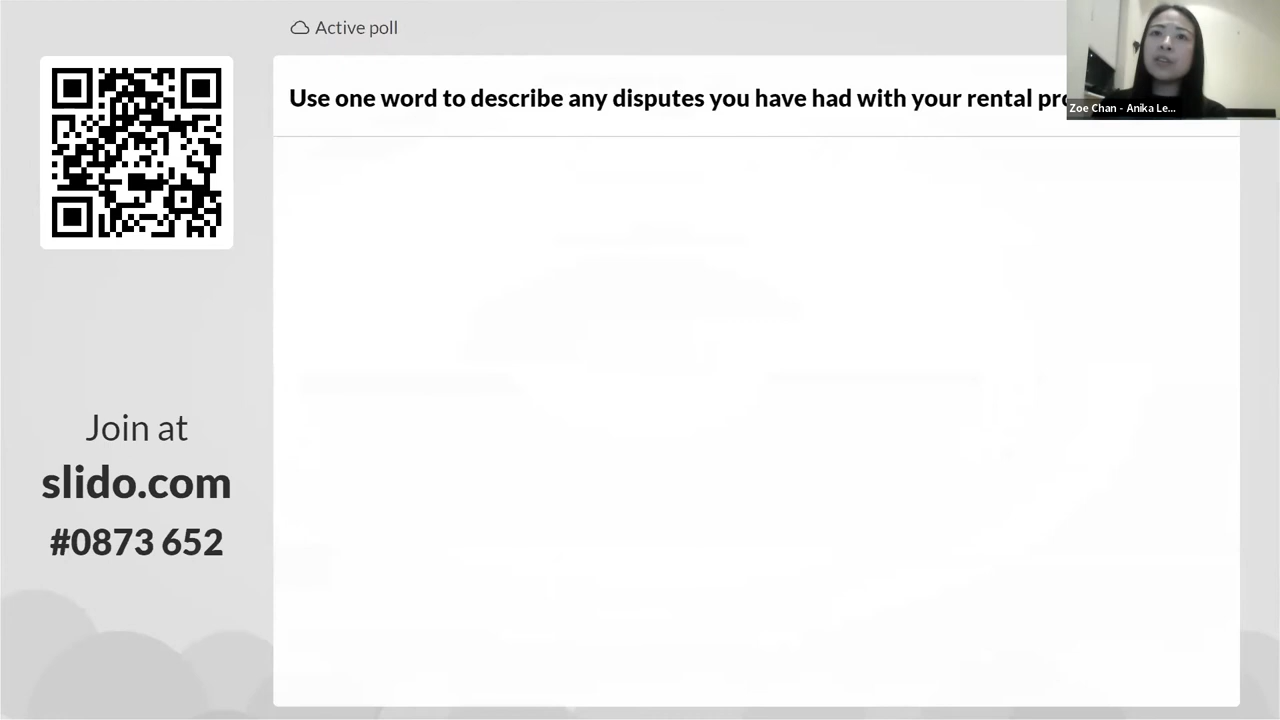 Active poll
Use one word to describe any disputes you have had with your rental
Zoe Chan - Anika Le...
Join at
slido.com
#0873 652